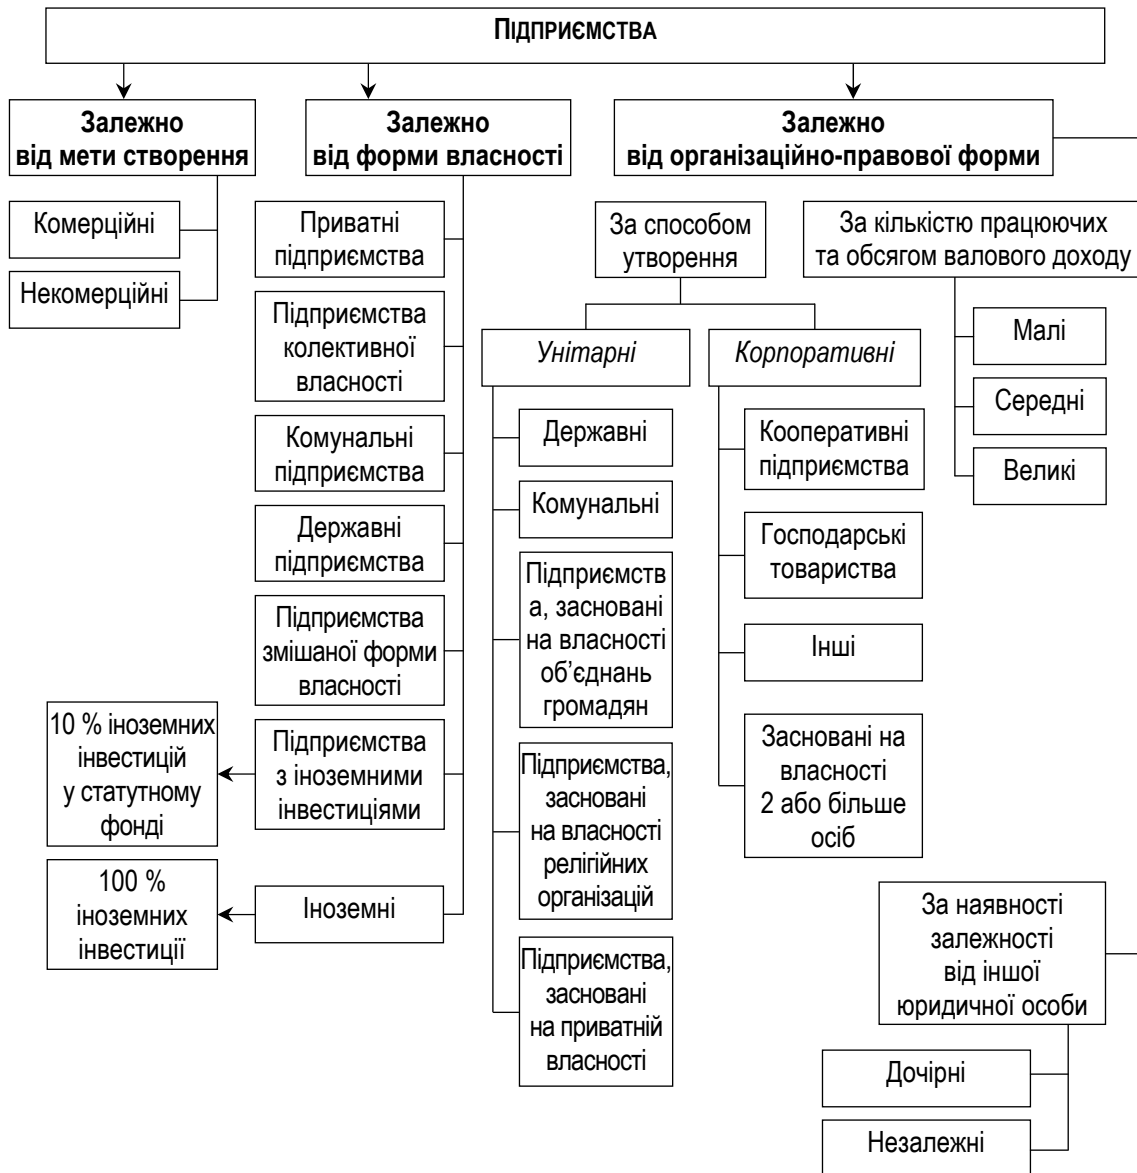 ПІДПРИЄМСТВА
Залежно
від мети створення
Комерційні
Некомерційні
Залежно
від форми власності
Приватні
підприємства
Підприємства
колективної
власності
Комунальні
підприємства
Державні
підприємства
Підприємства
змішаної форми
власності
Підприємства
з іноземними
інвестиціями
10 % іноземних
інвестицій
у статутному
фонді
Іноземні
100 %
іноземних
інвестиції
Залежно
від організаційно-правової форми
За способом
утворення
Унітарні
Державні
Комунальні
Підприємств
а, засновані
на власності
об’єднань
громадян
Підприємства,
засновані
на власності
релігійних
організацій
Підприємства,
засновані
на приватній
власності
Корпоративні
Кооперативні
підприємства
Господарські
товариства
Інші
Засновані на
власності
2 або більше
осіб
За кількістю працюючих
та обсягом валового доходу
Малі
Середні
Великі
За наявності
залежності
від іншої
юридичної особи
Дочірні
Незалежні